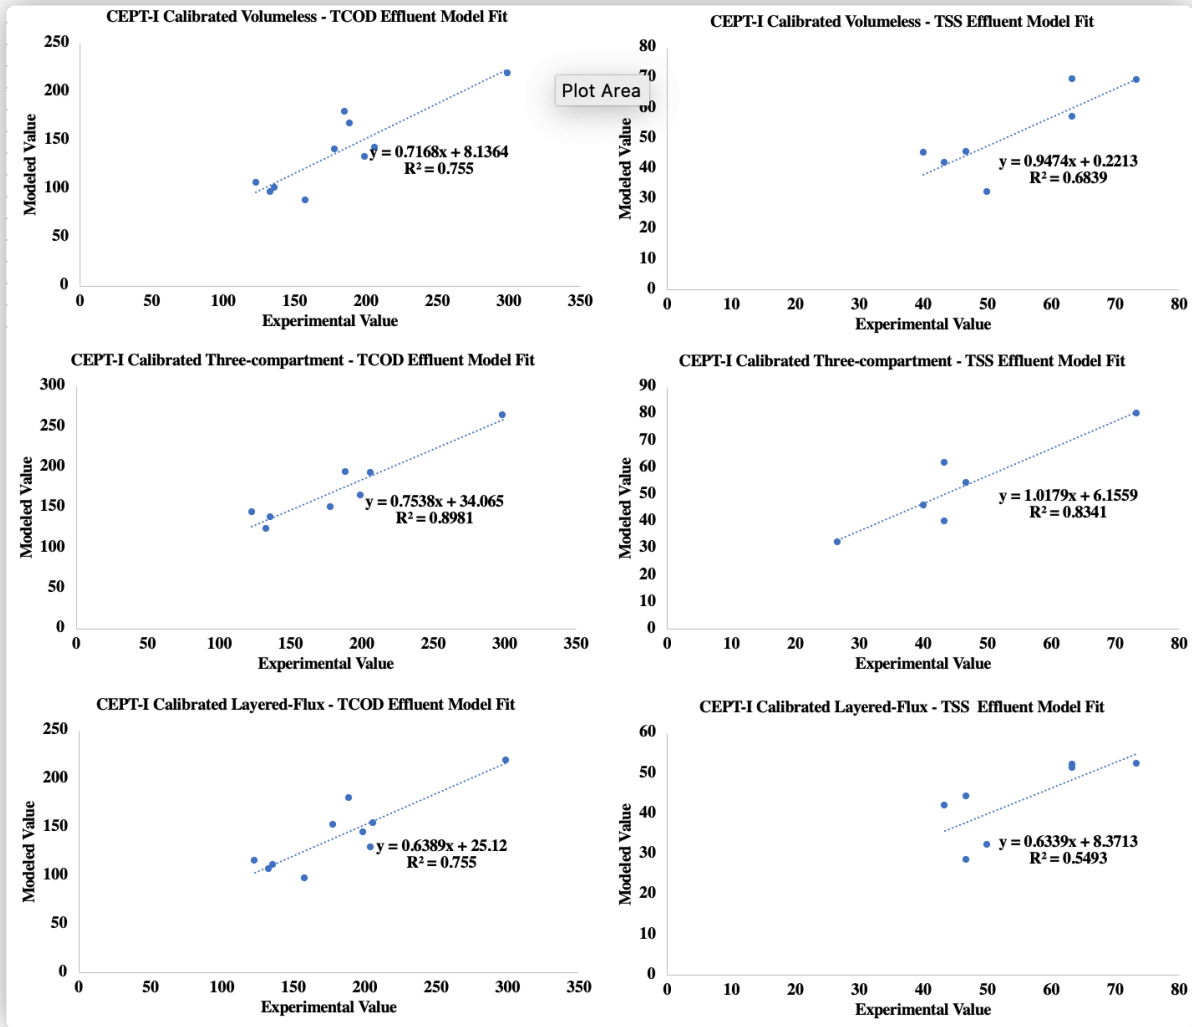 CEPT-I Calibrated Volumeless - TCOD Effluent Model Fit
250
200
150
100
50
0
0 50 100 150 200 250 300 350
Modeled Value
Experimental Value
y = 0.7168x + 8.1364
R² = 0.755
CEPT-I Calibrated Volumeless - TSS Effluent Model Fit
80
70
60
50
40
30
20
10
0
0 10 20 30 40 50 60 70 80
Modeled Value
Experimental Value
y = 0.9474x + 0.2213
R² = 0.6839
Plot Area
CEPT-I Calibrated Three-compartment - TCOD Effluent Model Fit
300
250
200
150
100
50
0
0 50 100 150 200 250 300 350
Modeled Value
Experimental Value
y = 0.7538x + 34.065
R² = 0.8981
CEPT-I Calibrated Three-compartment - TSS Effluent Model Fit
90
80
70
60
50
40
30
20
10
0
0 10 20 30 40 50 60 70 80
Modeled Value
Experimental Value
y = 1.0179x + 6.1559
R² = 0.8341
CEPT-I Calibrated Layered-Flux - TCOD Effluent Model Fit
250
200
150
100
50
0
0 50 100 150 200 250 300 350
Modeled Value
Experimental Value
y = 0.6389x + 25.12
R² = 0.755
CEPT-I Calibrated Layered-Flux - TSS  Effluent Model Fit
60
50
40
30
20
10
0
0 10 20 30 40 50 60 70 80
Modeled Value
Experimental Value
y = 0.6339x + 8.3713
R² = 0.5493